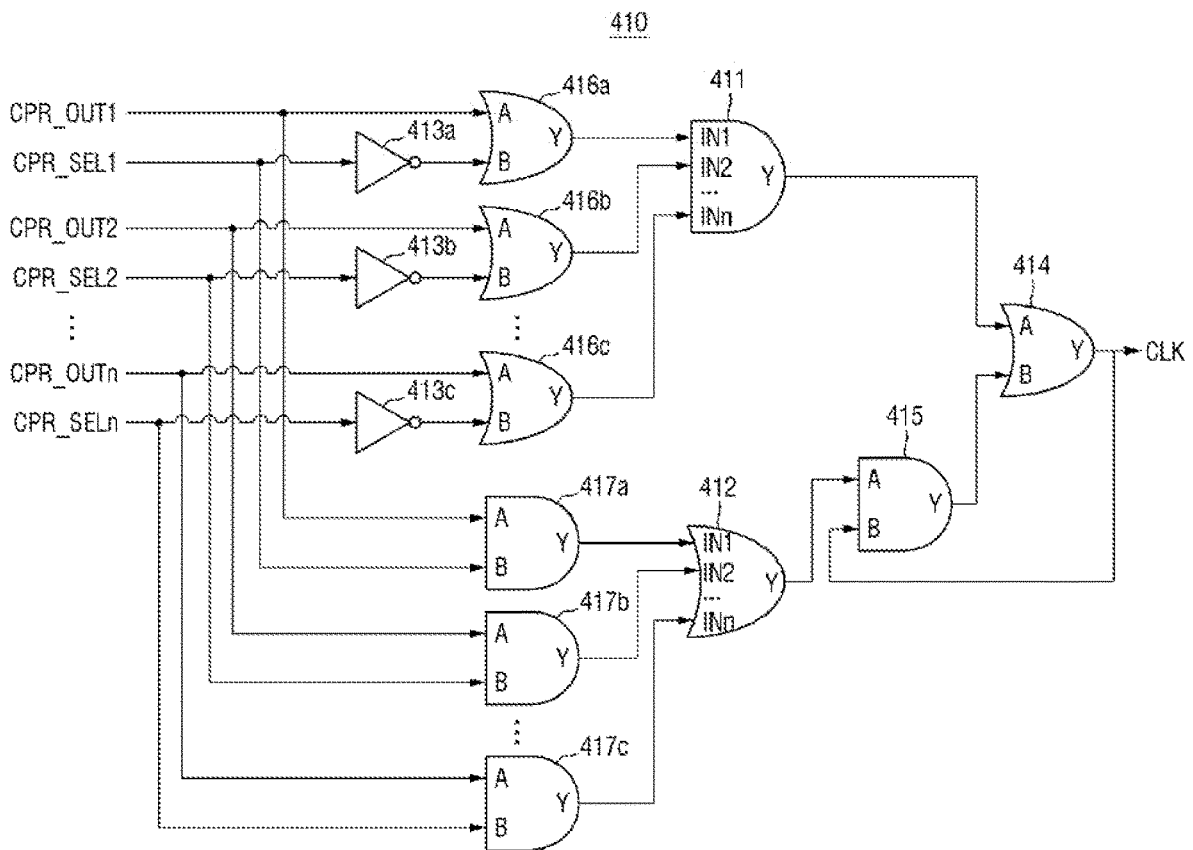 410
CPR_OUT1
CPR_SEL1
CPR_OUT2
CPR_SEL2
⋮
CPR_OUTn
CPR_SELn
413a
413b
413c
416a
A
B
Y
416b
A
B
Y
⋮
416c
A
B
Y
411
IN1
IN2
...
INn
Y
414
A
B
Y
CLK
415
A
B
Y
417a
A
B
Y
417b
A
B
Y
⋮
417c
A
B
Y
412
IN1
IN2
...
INn
Y